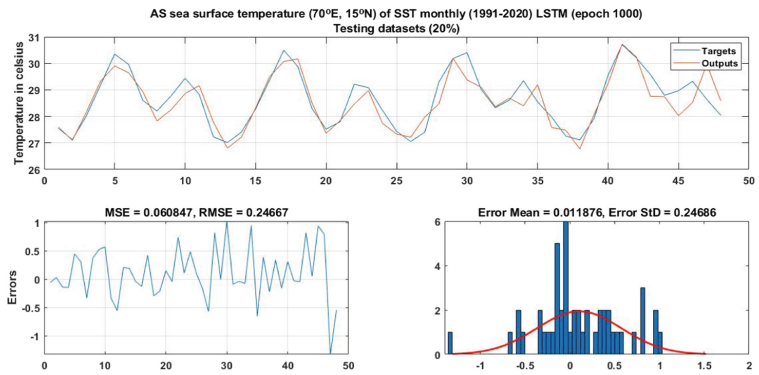 AS sea surface temperature (70ºE, 15ºN) of SST monthly (1991-2020) LSTM (epoch 1000)
Testing datasets (20%)
Temperature in celsius
31
30
29
28
27
26
Targets
Outputs
0 5 10 15 20 25 30 35 40 45 50
MSE = 0.060847, RMSE = 0.24667
Errors
1
0.5
0
-0.5
-1
0 10 20 30 40 50
Error Mean = 0.011876, Error StD = 0.24686
6
4
2
0
-1 -0.5 0 0.5 1 1.5 2